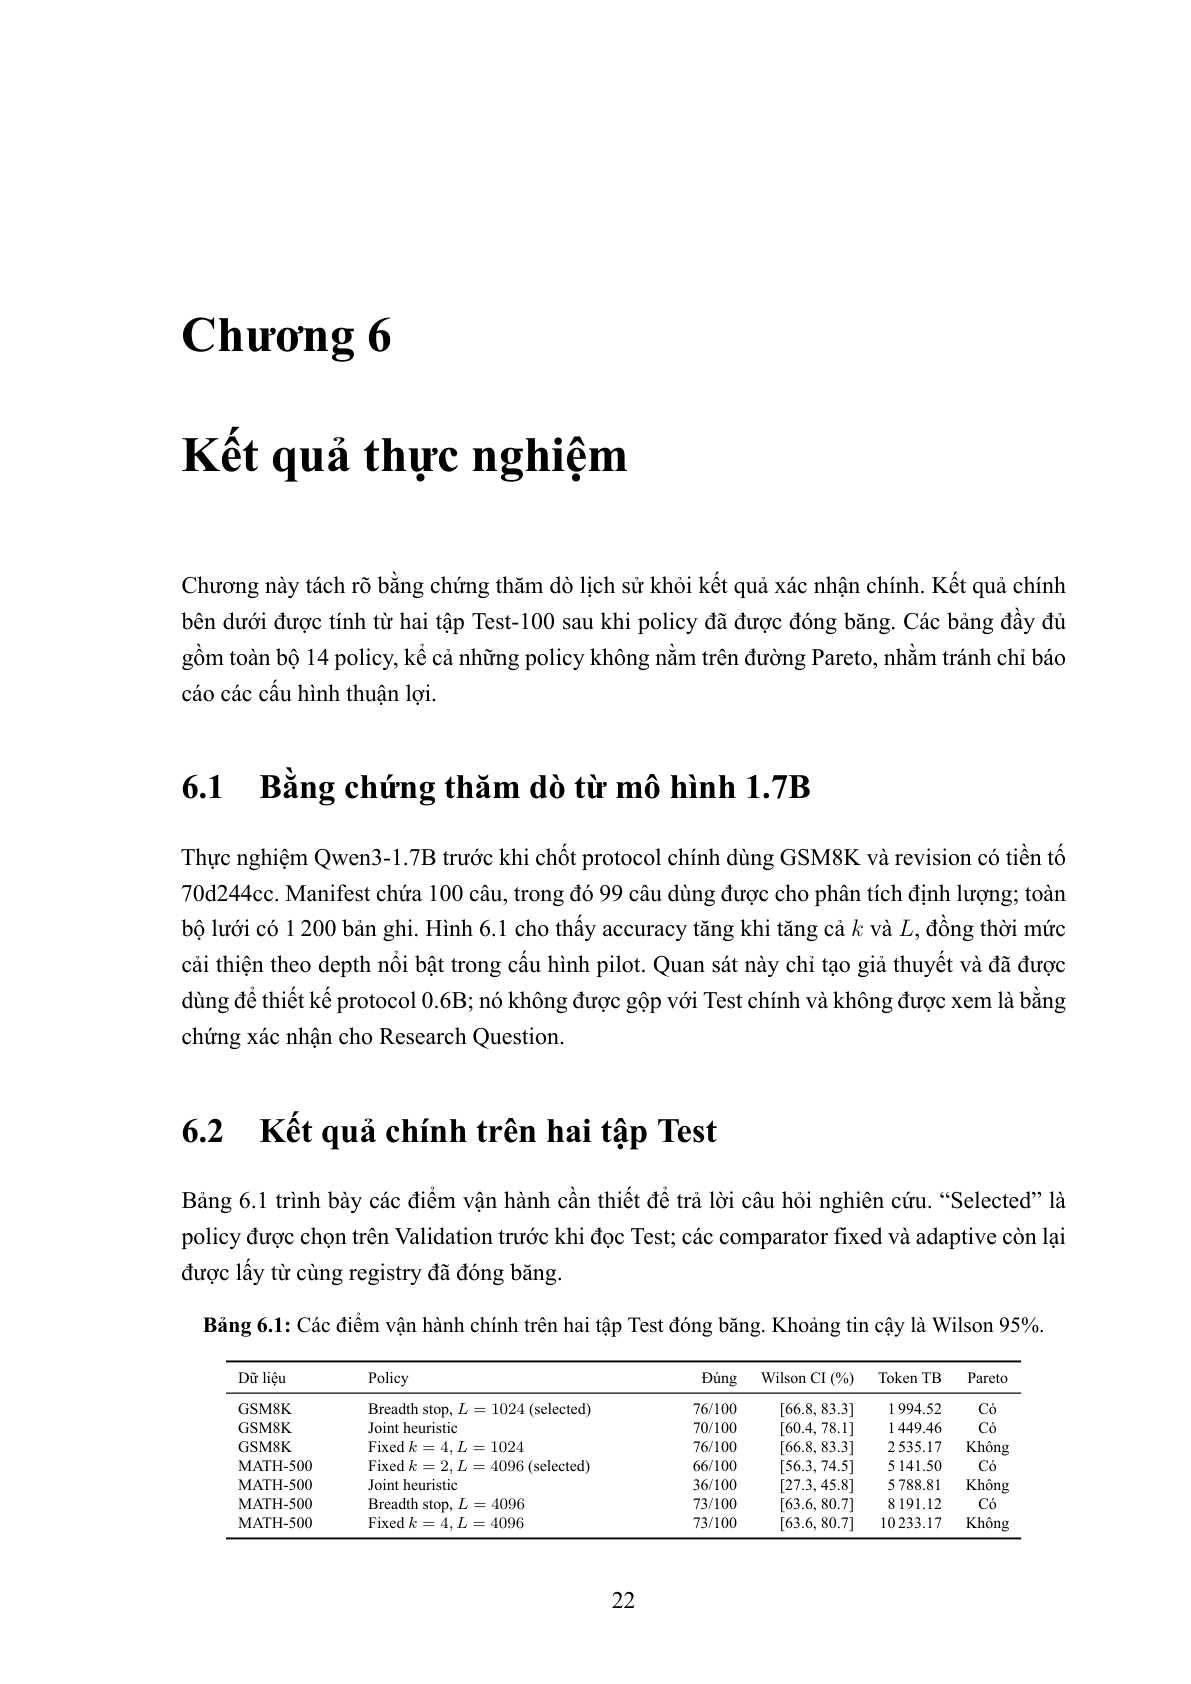 Chương 6
Kết quả thực nghiệm
Chương này tách rõ bằng chứng thăm dò lịch sử khỏi kết quả xác nhận chính. Kết quả chính
bên dưới được tính từ hai tập Test-100 sau khi policy đã được đóng băng. Các bảng đầy đủ
gồm toàn bộ 14 policy, kể cả những policy không nằm trên đường Pareto, nhằm tránh chỉ báo
cáo các cấu hình thuận lợi.
6.1 Bằng chứng thăm dò từ mô hình 1.7B
Thực nghiệm Qwen3-1.7B trước khi chốt protocol chính dùng GSM8K và revision có tiền tố
70d244cc. Manifest chứa 100 câu, trong đó 99 câu dùng được cho phân tích định lượng; toàn
bộ lưới có 1 200 bản ghi. Hình 6.1 cho thấy accuracy tăng khi tăng cả k và L, đồng thời mức
cải thiện theo depth nổi bật trong cấu hình pilot. Quan sát này chỉ tạo giả thuyết và đã được
dùng để thiết kế protocol 0.6B; nó không được gộp với Test chính và không được xem là bằng
chứng xác nhận cho Research Question.
6.2 Kết quả chính trên hai tập Test
Bảng 6.1 trình bày các điểm vận hành cần thiết để trả lời câu hỏi nghiên cứu. “Selected” là
policy được chọn trên Validation trước khi đọc Test; các comparator fixed và adaptive còn lại
được lấy từ cùng registry đã đóng băng.
Bảng 6.1: Các điểm vận hành chính trên hai tập Test đóng băng. Khoảng tin cậy là Wilson 95%.
Dữ liệu Policy Đúng Wilson CI (%) Token TB Pareto
GSM8K Breadth stop, L = 1024 (selected) 76/100 [66.8, 83.3] 1 994.52 Có
GSM8K Joint heuristic 70/100 [60.4, 78.1] 1 449.46 Có
GSM8K Fixed k = 4, L = 1024 76/100 [66.8, 83.3] 2 535.17 Không
MATH-500 Fixed k = 2, L = 4096 (selected) 66/100 [56.3, 74.5] 5 141.50 Có
MATH-500 Joint heuristic 36/100 [27.3, 45.8] 5 788.81 Không
MATH-500 Breadth stop, L = 4096 73/100 [63.6, 80.7] 8 191.12 Có
MATH-500 Fixed k = 4, L = 4096 73/100 [63.6, 80.7] 10 233.17 Không
22